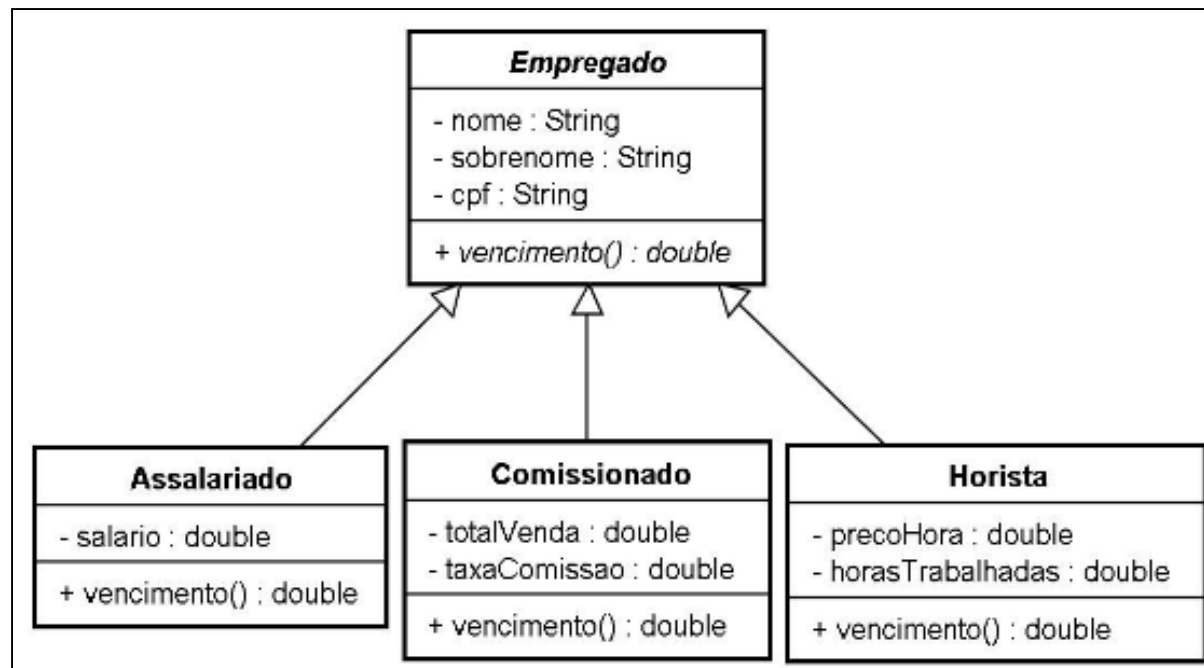 Empregado
- nome : String
- sobrenome : String
- cpf : String
+ vencimento() : double
Assalariado
- salario : double
+ vencimento() : double
Comissionado
- totalVenda : double
- taxaComissao : double
+ vencimento() : double
Horista
- precoHora : double
- horasTrabalhadas : double
+ vencimento() : double